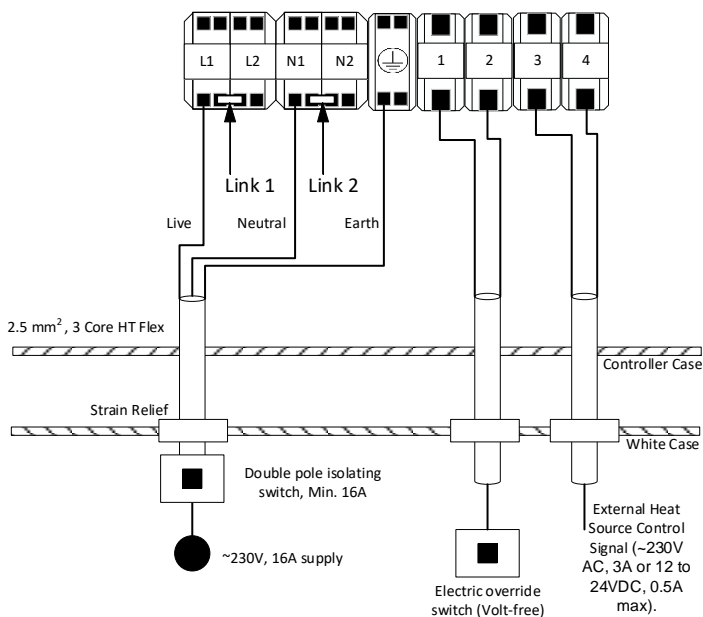 L1
L2
N1
N2
1
2
3
4
Link 1
Link 2
Live
Neutral
Earth
2.5 mm², 3 Core HT Flex
Controller Case
Strain Relief
White Case
Double pole isolating
switch, Min. 16A
~230V, 16A supply
Electric override
switch (Volt-free)
External Heat
Source Control
Signal (~230V
AC, 3A or 12 to
24VDC, 0.5A
max).